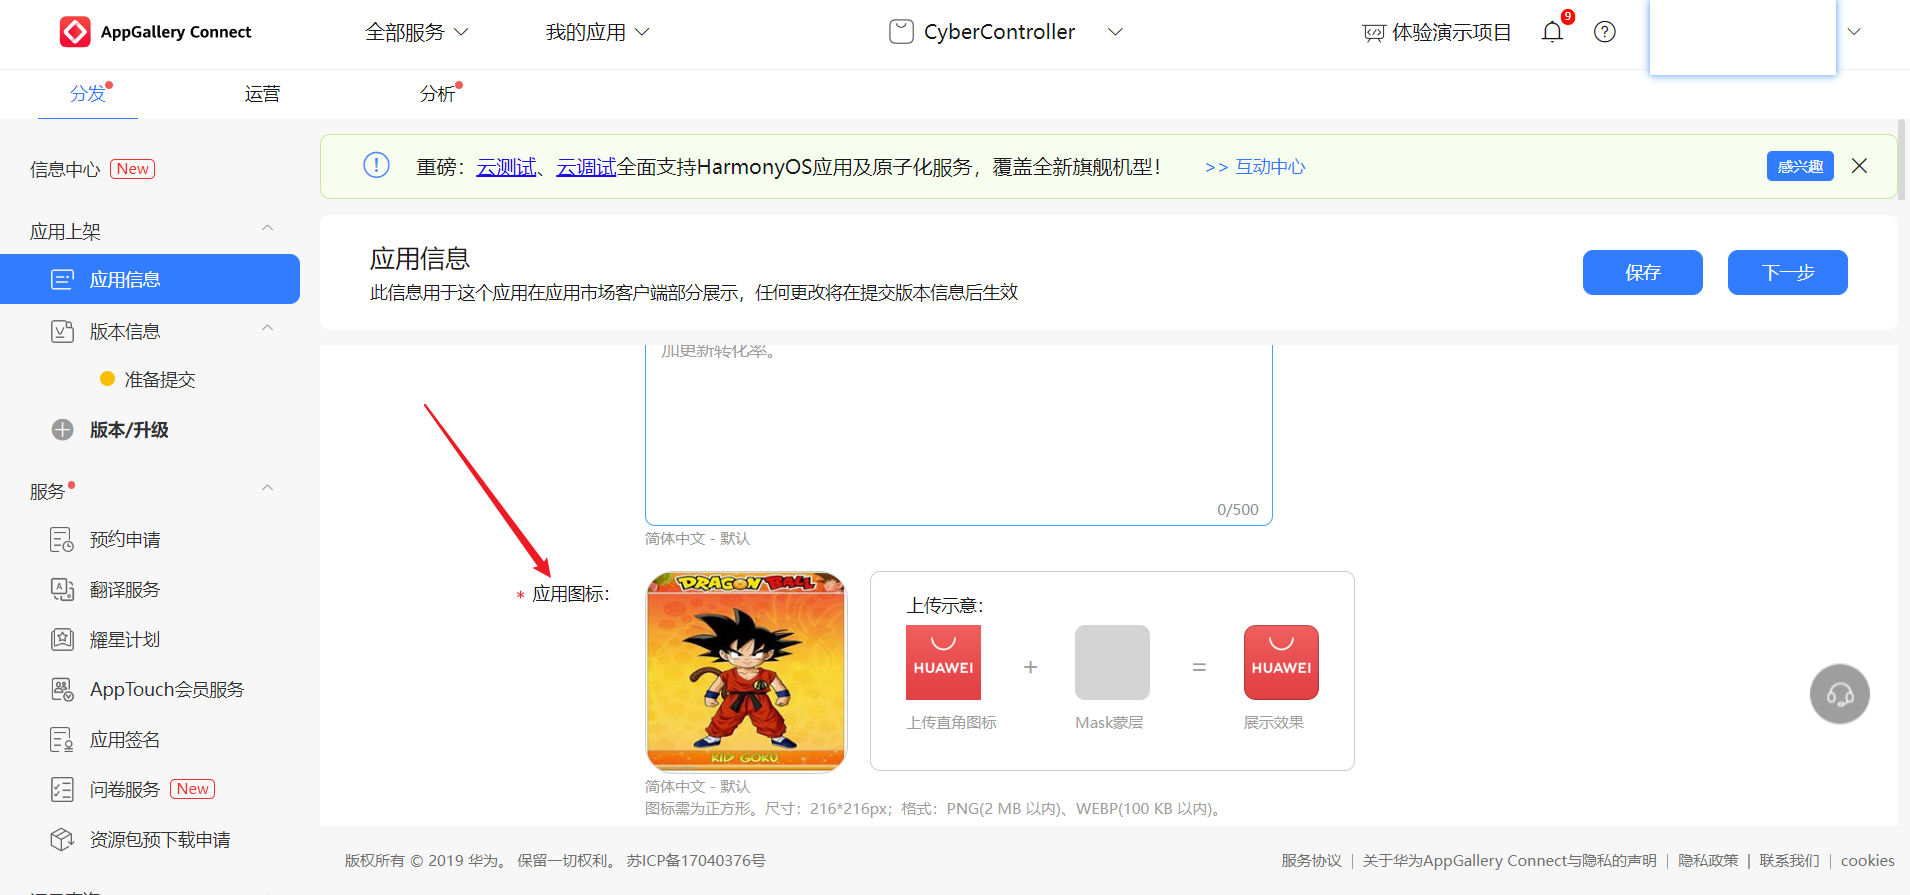 AppGallery Connect
全部服务
我的应用
CyberController
体验演示项目
9
分发
运营
分析
信息中心 New
应用上架
应用信息
版本信息
准备提交
版本/升级
服务
预约申请
翻译服务
耀星计划
AppTouch会员服务
应用签名
问卷服务 New
资源包预下载申请
重磅：云测试、云调试全面支持HarmonyOS应用及原子化服务，覆盖全新旗舰机型！ >> 互动中心
感兴趣
应用信息
此信息用于这个应用在应用市场客户端部分展示，任何更改将在提交版本信息后生效
保存
下一步
加更新转化率。
0/500
简体中文 - 默认
* 应用图标：
DRAGON BALL
KID GOKU
上传示意：
HUAWEI
+
=
HUAWEI
上传直角图标
Mask蒙层
展示效果
简体中文 - 默认
图标需为正方形。尺寸：216*216px；格式：PNG(2 MB 以内)、WEBP(100 KB 以内)。
版权所有 © 2019 华为。 保留一切权利。 苏ICP备17040376号
服务协议 | 关于华为AppGallery Connect与隐私的声明 | 隐私政策 | 联系我们 | cookies